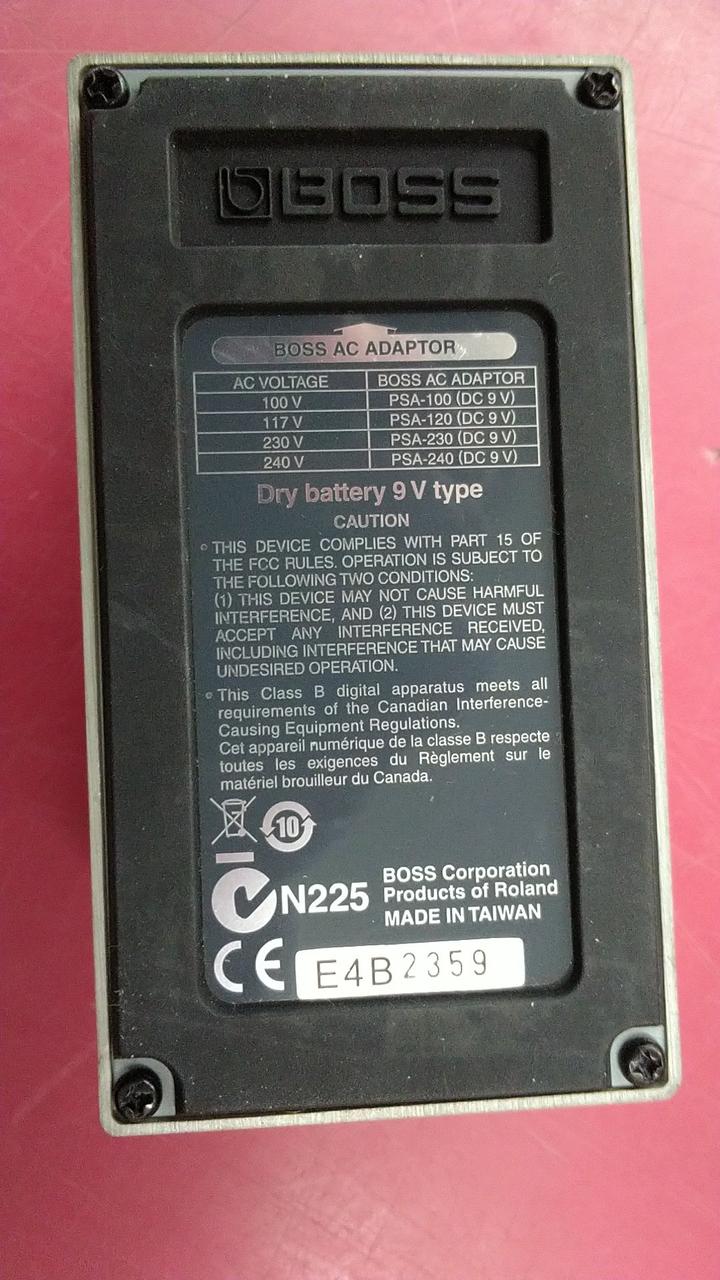 BOSS
BOSS AC ADAPTOR
AC VOLTAGE BOSS AC ADAPTOR
100 V PSA-100 (DC 9 V)
117 V PSA-120 (DC 9 V)
230 V PSA-230 (DC 9 V)
240 V PSA-240 (DC 9 V)
Dry battery 9 V type
CAUTION
THIS DEVICE COMPLIES WITH PART 15 OF
THE FCC RULES. OPERATION IS SUBJECT TO
THE FOLLOWING TWO CONDITIONS:
(1) THIS DEVICE MAY NOT CAUSE HARMFUL
INTERFERENCE, AND (2) THIS DEVICE MUST
ACCEPT ANY INTERFERENCE RECEIVED,
INCLUDING INTERFERENCE THAT MAY CAUSE
UNDESIRED OPERATION.
This Class B digital apparatus meets all
requirements of the Canadian Interference-
Causing Equipment Regulations.
Cet appareil numérique de la classe B respecte
toutes les exigences du Règlement sur le
matériel brouilleur du Canada.
10
N225
BOSS Corporation
Products of Roland
MADE IN TAIWAN
CE E4B2359